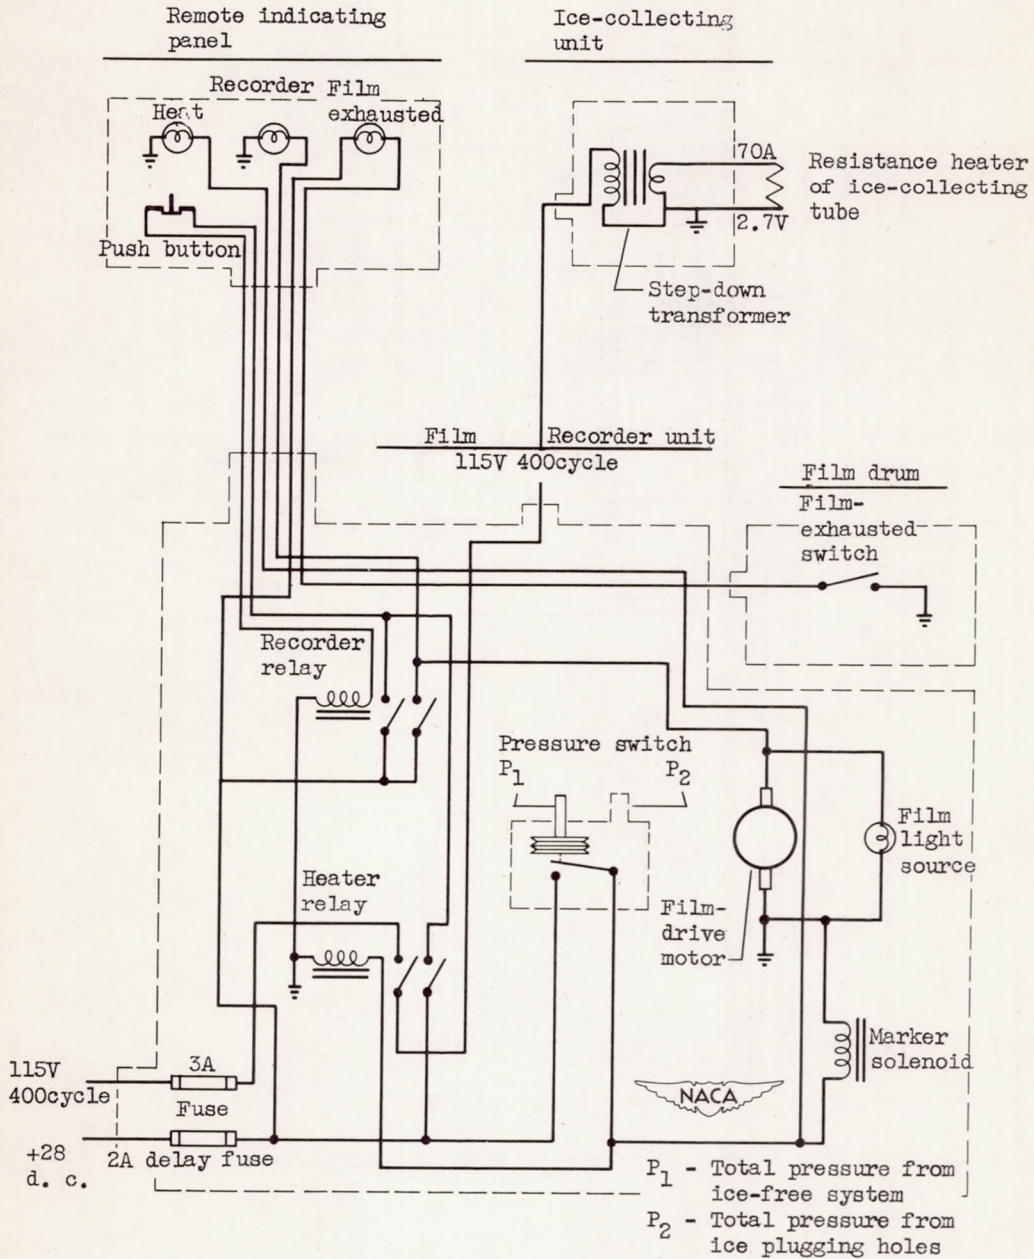 Remote indicating
panel
Ice-collecting
unit
Recorder Film
Heat
exhausted
Push button
70A
2.7V
Resistance heater
of ice-collecting
tube
Step-down
transformer
Film Recorder unit
115V 400cycle
Film drum
Film-
exhausted
switch
Recorder
relay
Pressure switch
P1 P2
Film
light
source
Heater
relay
Film-
drive
motor
Marker
solenoid
115V
400cycle
3A
Fuse
NACA
+28
d. c.
2A delay fuse
P1 - Total pressure from
ice-free system
P2 - Total pressure from
ice plugging holes